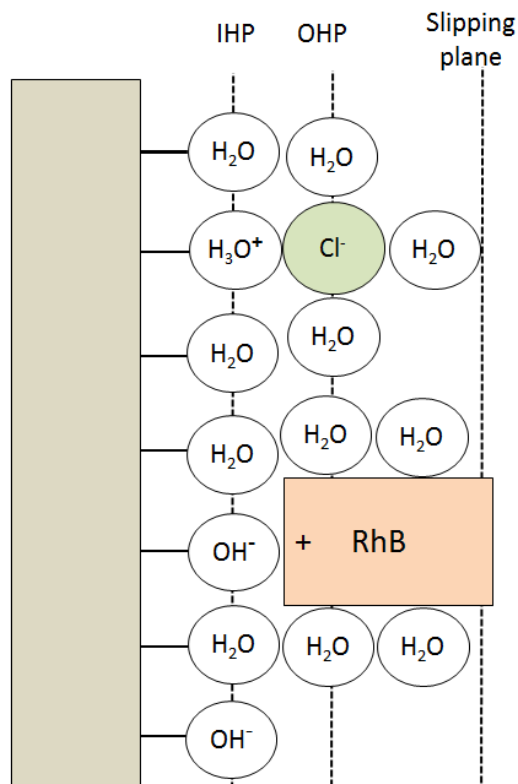 IHP OHP Slipping
plane
H₂O H₂O
H₃O⁺ Cl⁻ H₂O
H₂O H₂O
H₂O H₂O H₂O
OH⁻ + RhB
H₂O H₂O H₂O
OH⁻